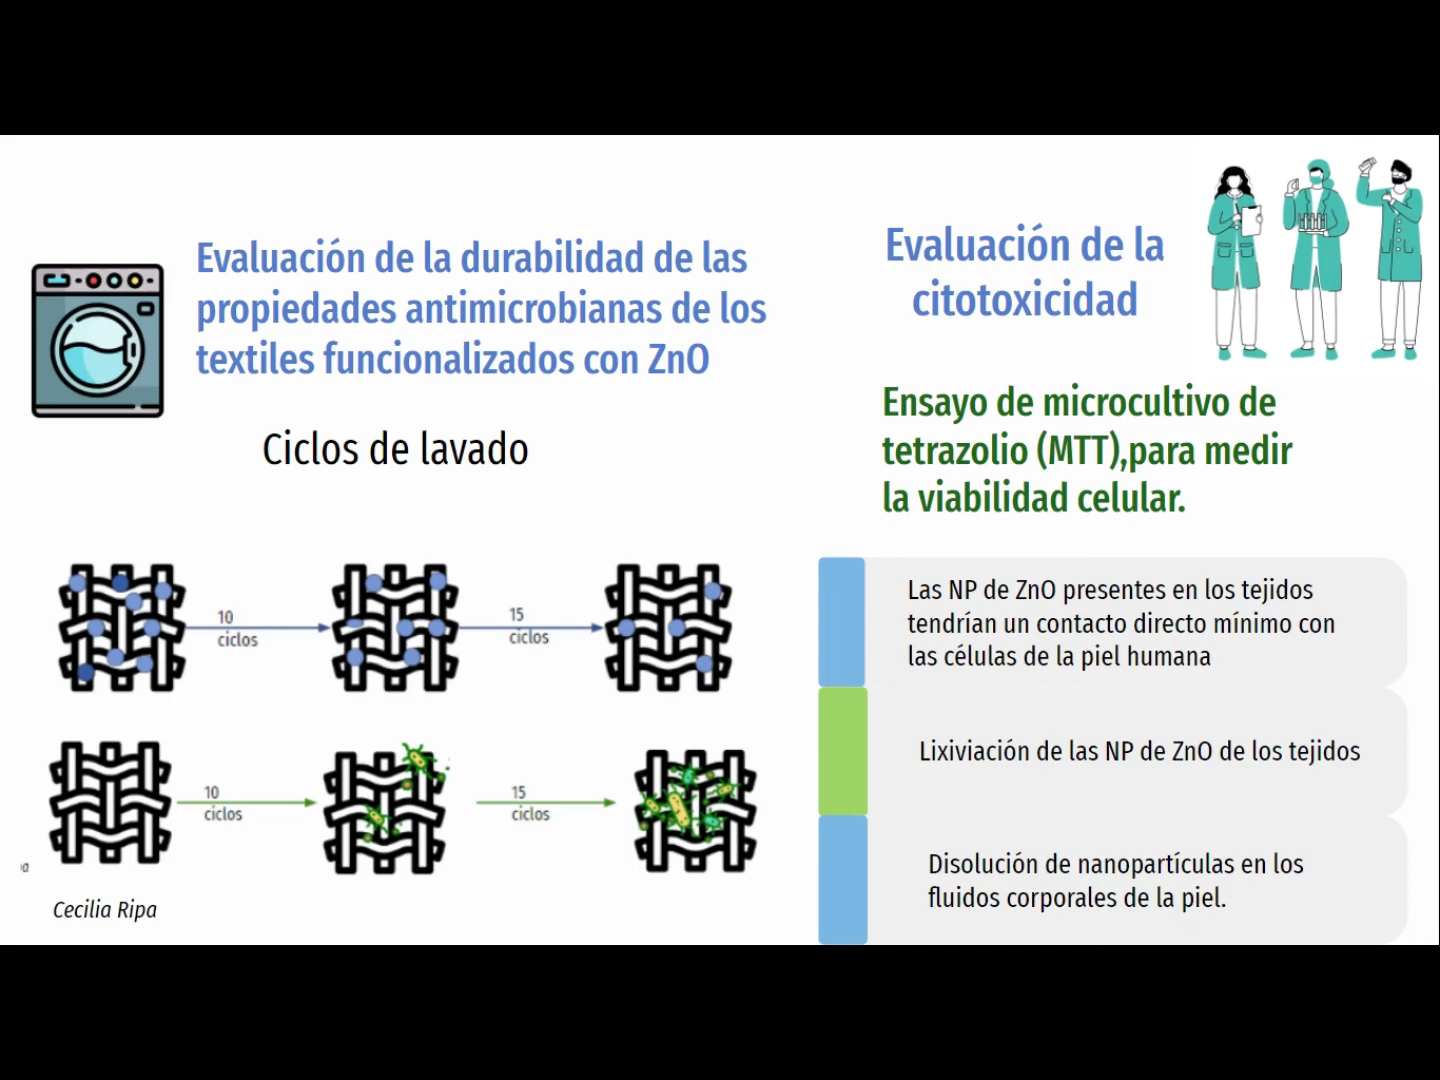 Evaluación de la durabilidad de las
propiedades antimicrobianas de los
textiles funcionalizados con ZnO
Ciclos de lavado
10
ciclos
15
ciclos
10
ciclos
15
ciclos
Cecilia Ripa
Evaluación de la
citotoxicidad
Ensayo de microcultivo de
tetrazolio (MTT),para medir
la viabilidad celular.
Las NP de ZnO presentes en los tejidos
tendrían un contacto directo mínimo con
las células de la piel humana
Lixiviación de las NP de ZnO de los tejidos
Disolución de nanopartículas en los
fluidos corporales de la piel.